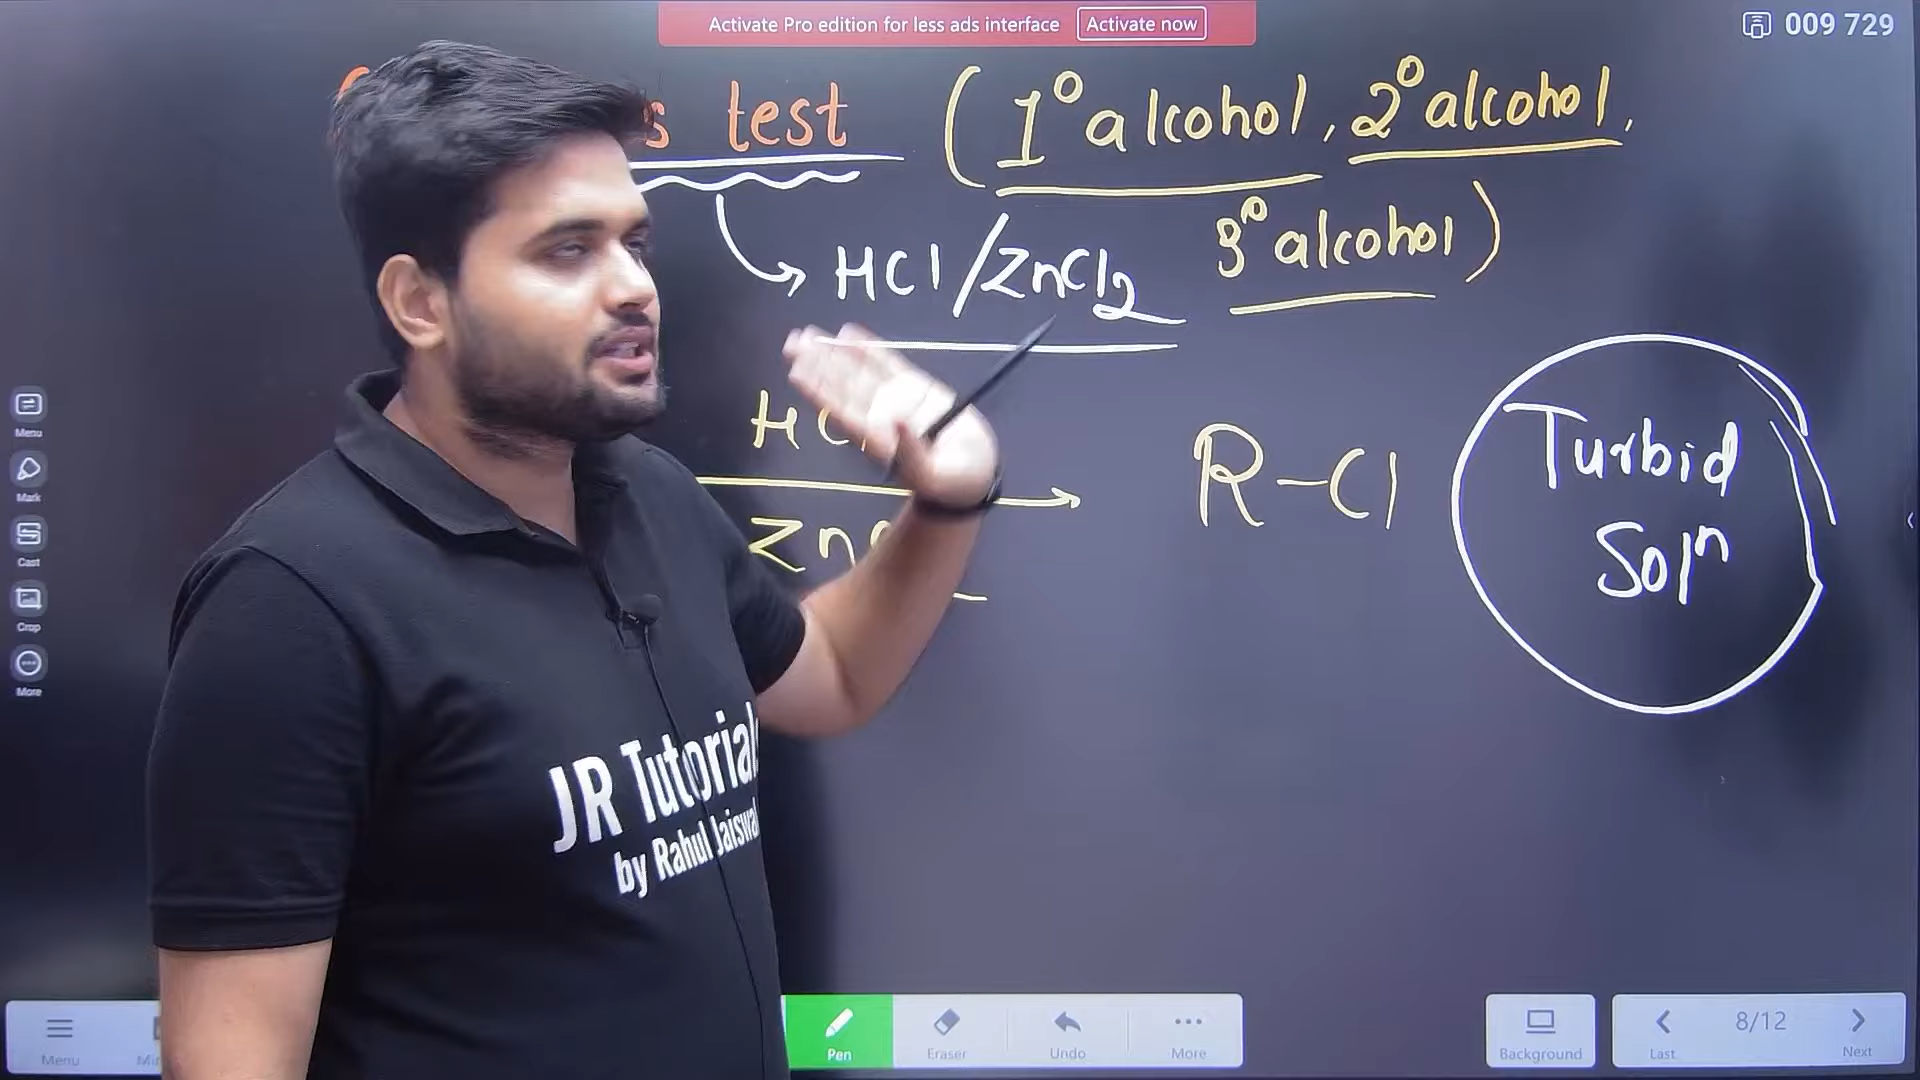 Activate Pro edition for less ads interface Activate now
009 729
test (1° alcohol, 2° alcohol,
3° alcohol)
HCl/ZnCl2
R-Cl
Turbid
Solⁿ
Menu
Mark
Cast
Crop
More
JR Tutorial
by Rahul Jaiswal
Menu
Pen
Eraser
Undo
More
Background
Last
8/12
Next